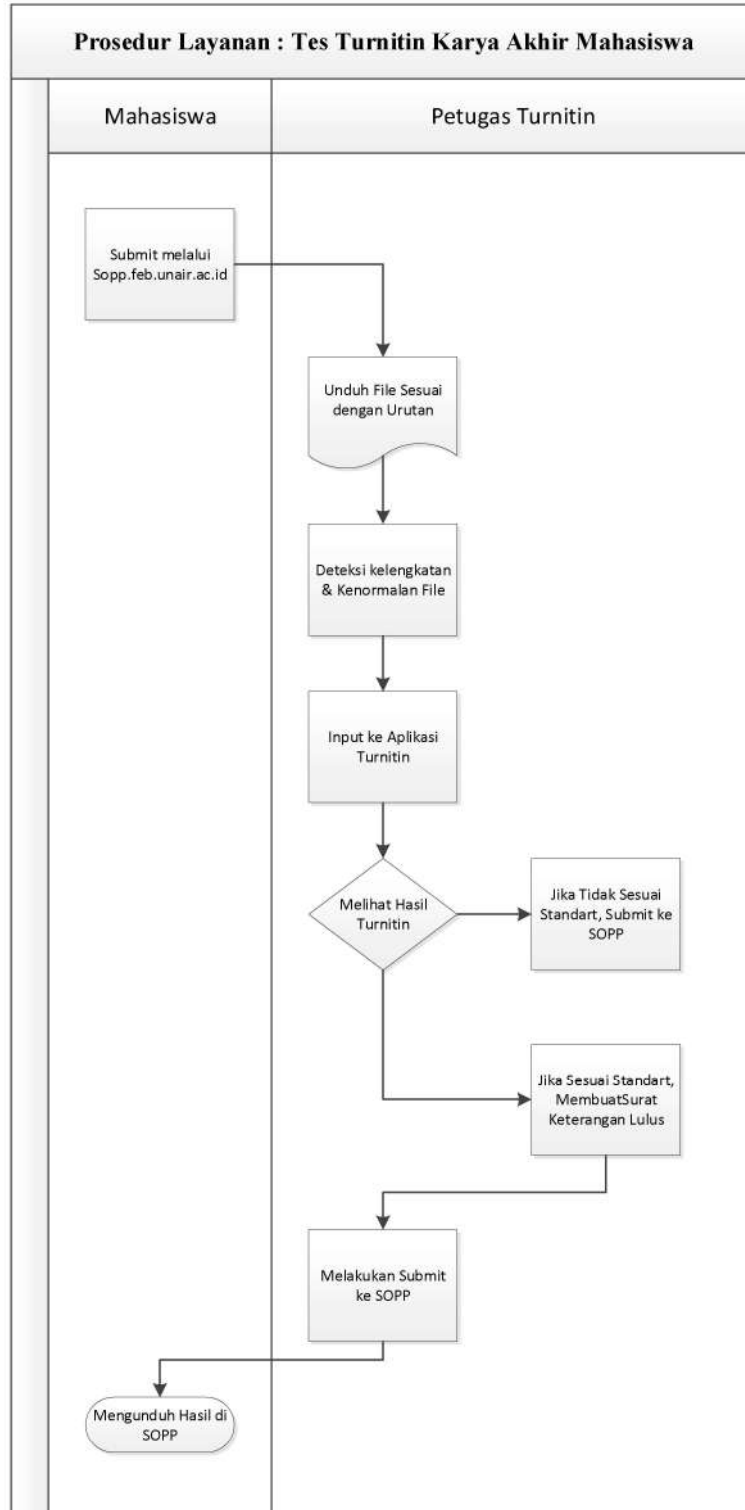 Prosedur Layanan : Tes Turnitin Karya Akhir Mahasiswa
Mahasiswa
Petugas Turnitin
Submit melalui
Sopp.feb.unair.ac.id
Unduh File Sesuai
dengan Urutan
Deteksi kelengkatan
& Kenormalan File
Input ke Aplikasi
Turnitin
Melihat Hasil
Turnitin
Jika Tidak Sesuai
Standart, Submit ke
SOPP
Jika Sesuai Standart,
MembuatSurat
Keterangan Lulus
Melakukan Submit
ke SOPP
Mengunduh Hasil di
SOPP